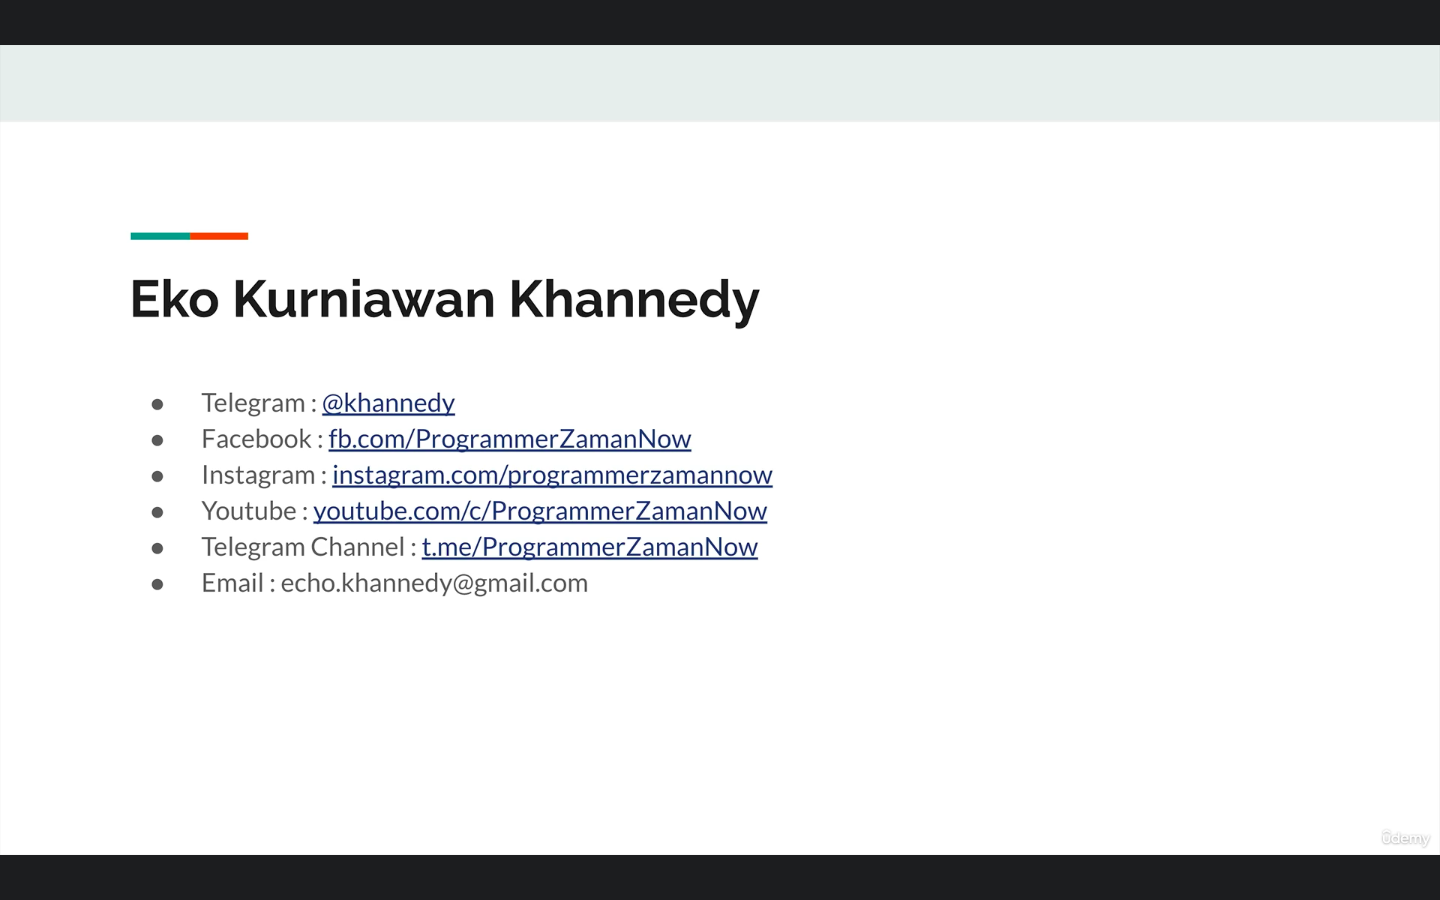 Eko Kurniawan Khannedy
● Telegram : @khannedy
● Facebook : fb.com/ProgrammerZamanNow
● Instagram : instagram.com/programmerzamannow
● Youtube : youtube.com/c/ProgrammerZamanNow
● Telegram Channel : t.me/ProgrammerZamanNow
● Email : echo.khannedy@gmail.com
ûdemy